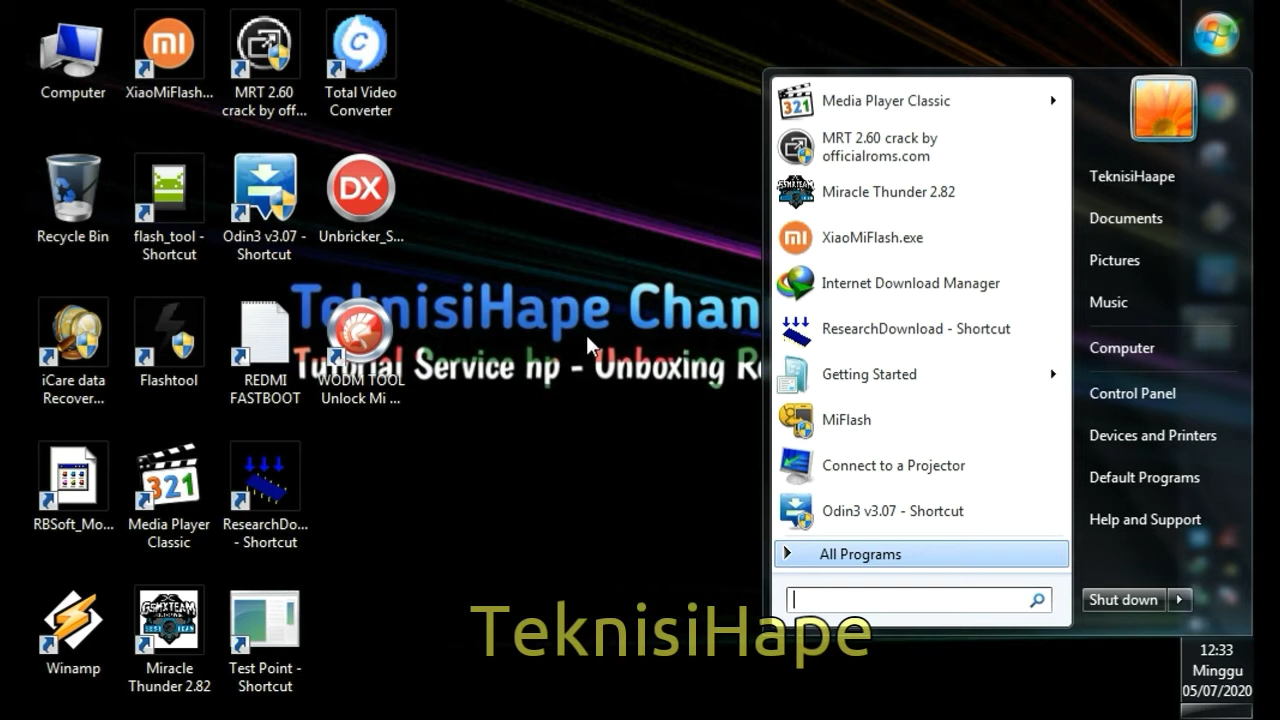 Computer
XiaoMiFlash...
MRT 2.60
crack by off...
Total Video
Converter
Recycle Bin
flash_tool -
Shortcut
Odin3 v3.07 -
Shortcut
DX
Unbricker_S...
iCare data
Recover...
Flashtool
REDMI
FASTBOOT
WODM TOOL
Unlock Mi ...
RBSoft_Mo...
321
Media Player
Classic
ResearchDo...
- Shortcut
Winamp
GSMXTEAM
Miracle
Thunder 2.82
Test Point -
Shortcut
TeknisiHape Chan
Tutorial Service hp - Unboxing Re
Media Player Classic
MRT 2.60 crack by
officialroms.com
Miracle Thunder 2.82
XiaoMiFlash.exe
Internet Download Manager
ResearchDownload - Shortcut
Getting Started
MiFlash
Connect to a Projector
Odin3 v3.07 - Shortcut
All Programs
TeknisiHaape
Documents
Pictures
Music
Computer
Control Panel
Devices and Printers
Default Programs
Help and Support
Shut down
TeknisiHape
12:33
Minggu
05/07/2020